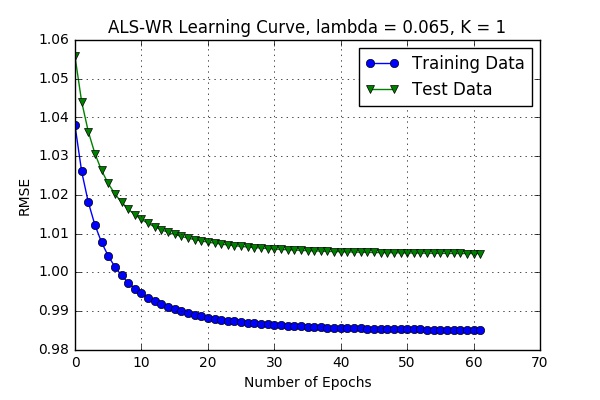 ALS-WR Learning Curve, lambda = 0.065, K = 1
1.06
1.05
1.04
1.03
1.02
1.01
1.00
0.99
0.98
RMSE
Training Data
Test Data
0 10 20 30 40 50 60 70
Number of Epochs